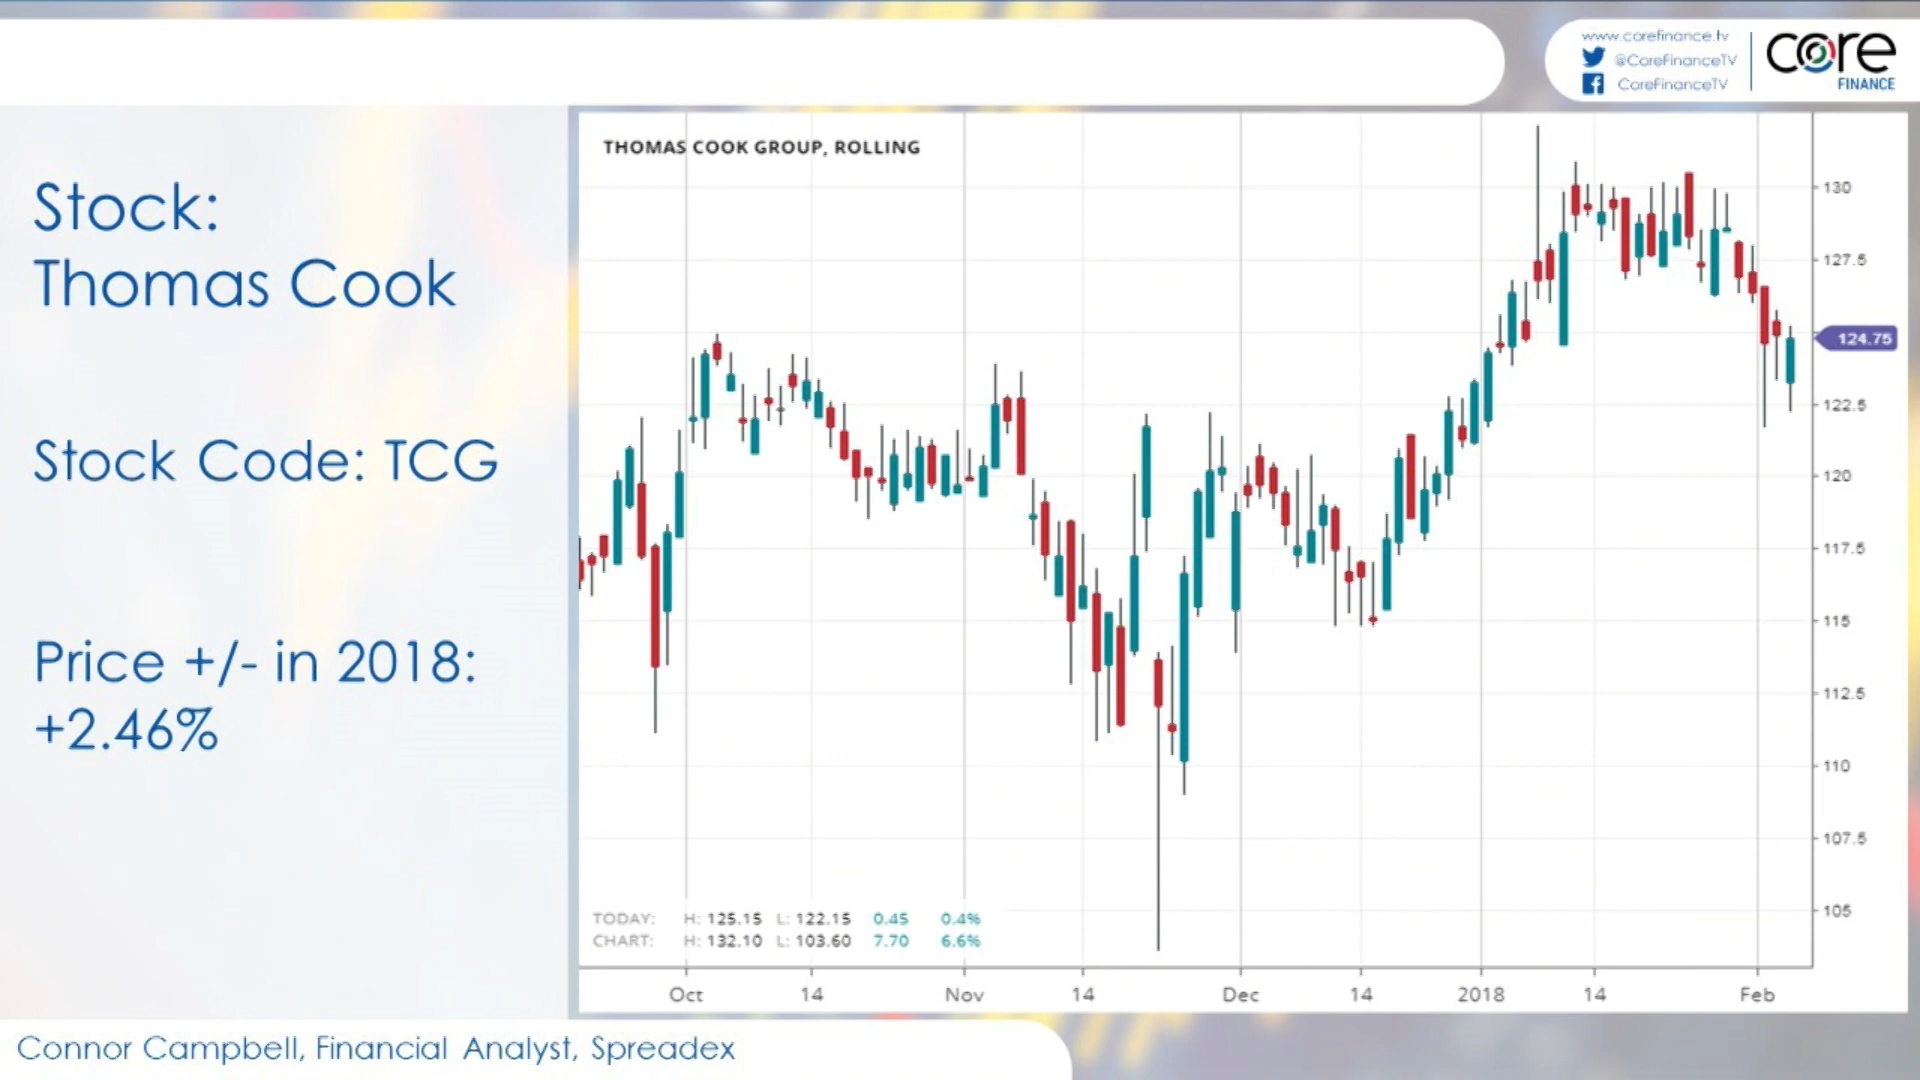 www.corefinance.tv
@CoreFinanceTV
CoreFinanceTV
core
FINANCE
Stock:
Thomas Cook
Stock Code: TCG
Price +/- in 2018:
+2.46%
THOMAS COOK GROUP, ROLLING
130
127.5
124.75
122.5
120
117.5
115
112.5
110
107.5
105
TODAY: H: 125.15 L: 122.15 0.45 0.4%
CHART: H: 132.10 L: 103.60 7.70 6.6%
Oct 14 Nov 14 Dec 14 2018 14 Feb
Connor Campbell, Financial Analyst, Spreadex